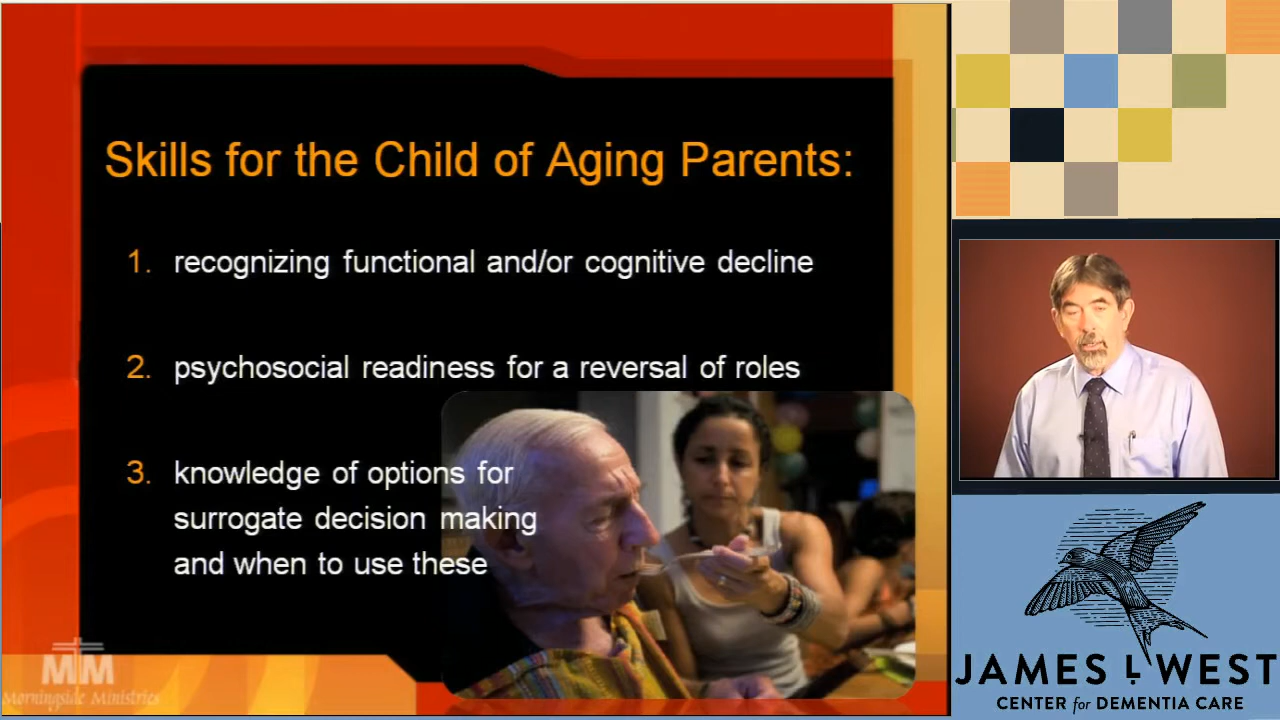 Skills for the Child of Aging Parents:
1. recognizing functional and/or cognitive decline
2. psychosocial readiness for a reversal of roles
3. knowledge of options for
surrogate decision making
and when to use these
MM
Morningside Ministries
JAMES L WEST
CENTER for DEMENTIA CARE